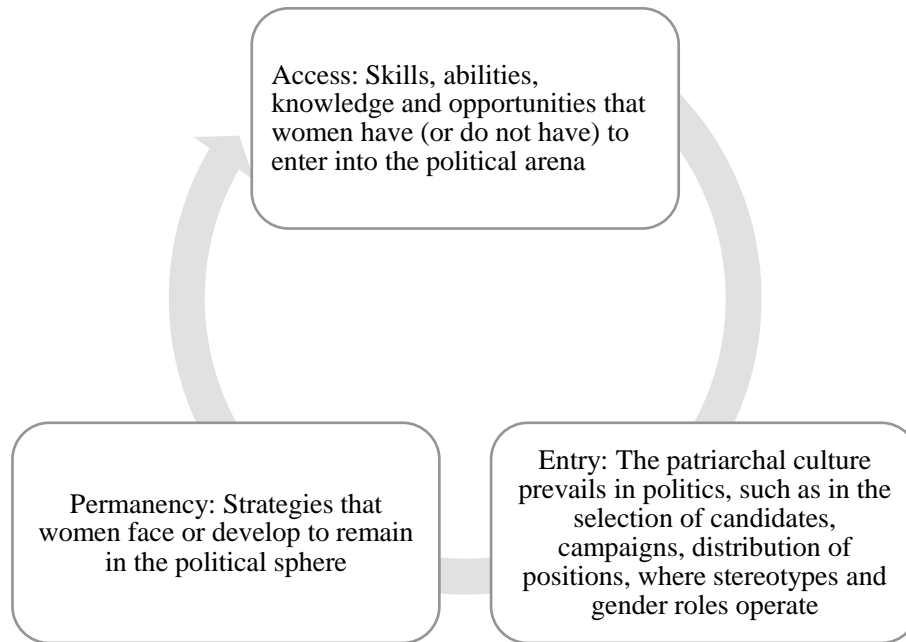 Access: Skills, abilities,
knowledge and opportunities that
women have (or do not have) to
enter into the political arena
Entry: The patriarchal culture
prevails in politics, such as in the
selection of candidates,
campaigns, distribution of
positions, where stereotypes and
gender roles operate
Permanency: Strategies that
women face or develop to remain
in the political sphere